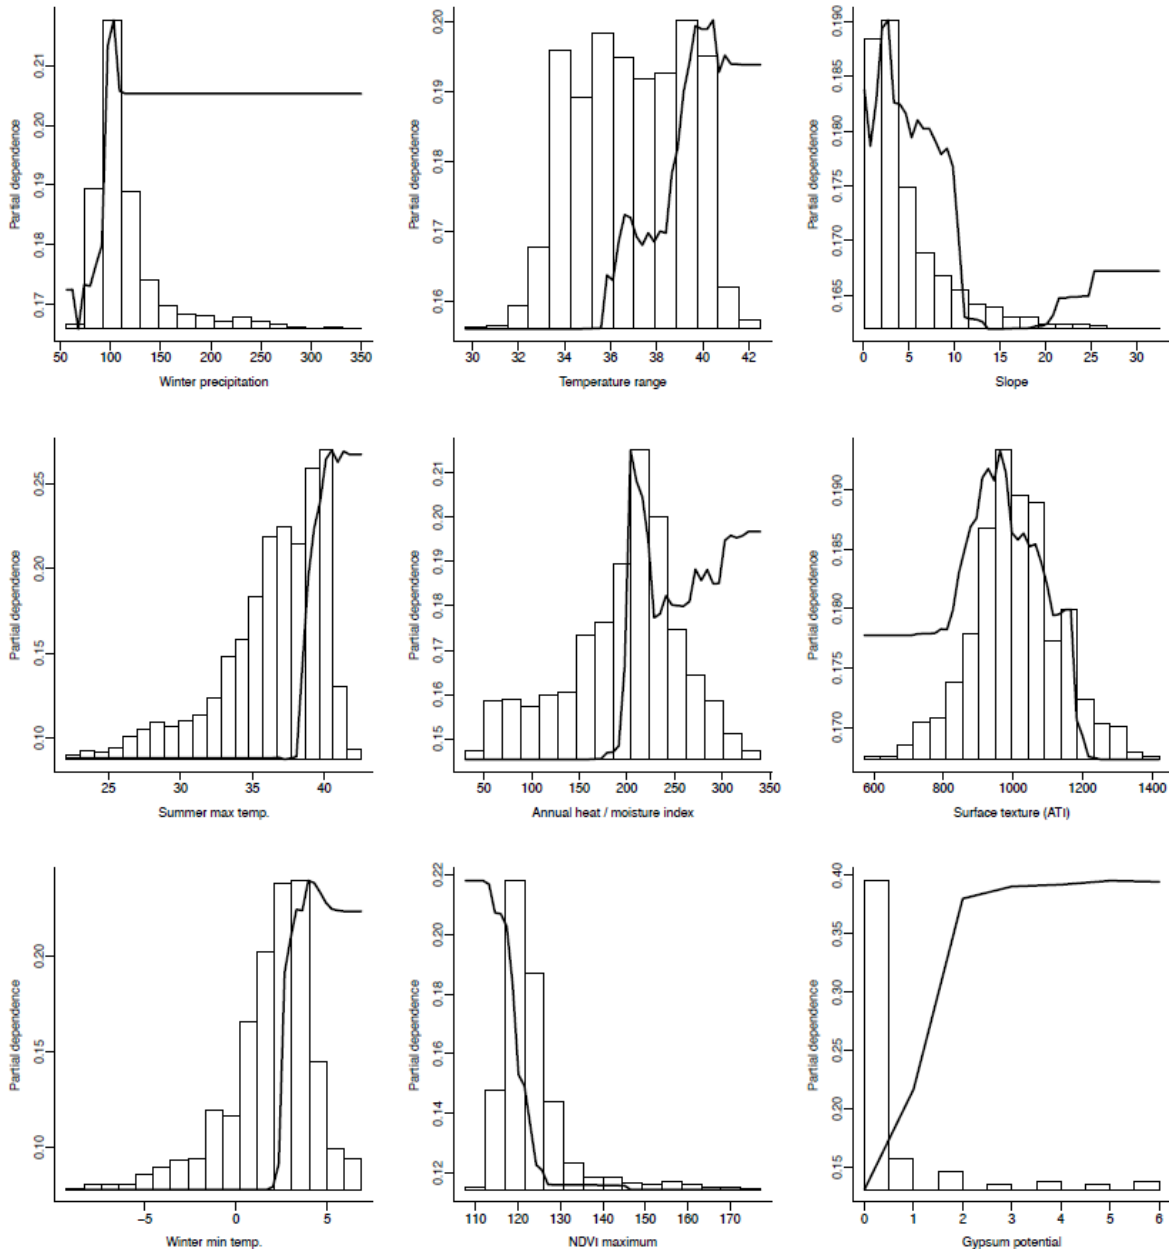 Partial dependence
0.17 0.18 0.19 0.20 0.21
50 100 150 200 250 300 350
Winter precipitation
Partial dependence
0.16 0.17 0.18 0.19 0.20
30 32 34 36 38 40 42
Temperature range
Partial dependence
0.165 0.170 0.175 0.180 0.185 0.190
0 5 10 15 20 25 30
Slope
Partial dependence
0.10 0.15 0.20 0.25
25 30 35 40
Summer max temp.
Partial dependence
0.15 0.16 0.17 0.18 0.19 0.20 0.21
50 100 150 200 250 300 350
Annual heat / moisture index
Partial dependence
0.170 0.175 0.180 0.185 0.190
600 800 1000 1200 1400
Surface texture (ATI)
Partial dependence
0.10 0.15 0.20
−5 0 5
Winter min temp.
Partial dependence
0.12 0.14 0.16 0.18 0.20 0.22
110 120 130 140 150 160 170
NDVI maximum
Partial dependence
0.15 0.20 0.25 0.30 0.35 0.40
0 1 2 3 4 5 6
Gypsum potential